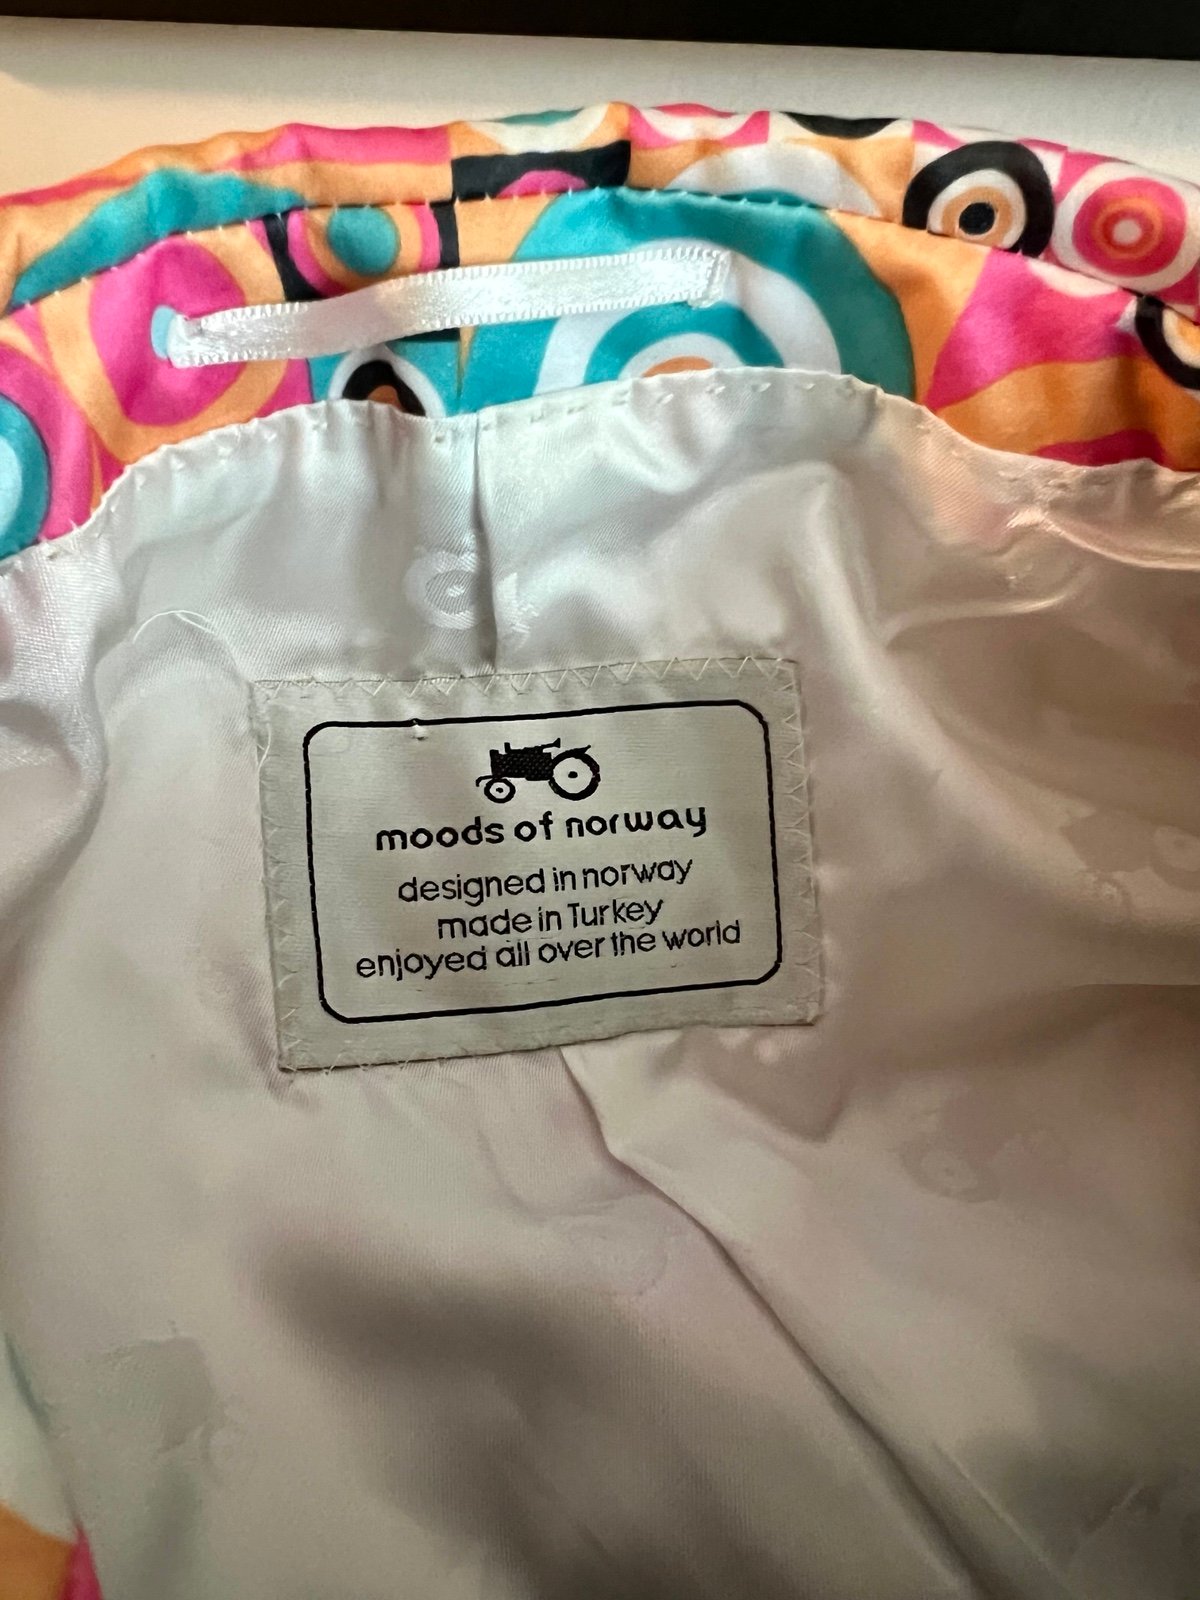 moods of norway
designed in norway
made in Turkey
enjoyed all over the world